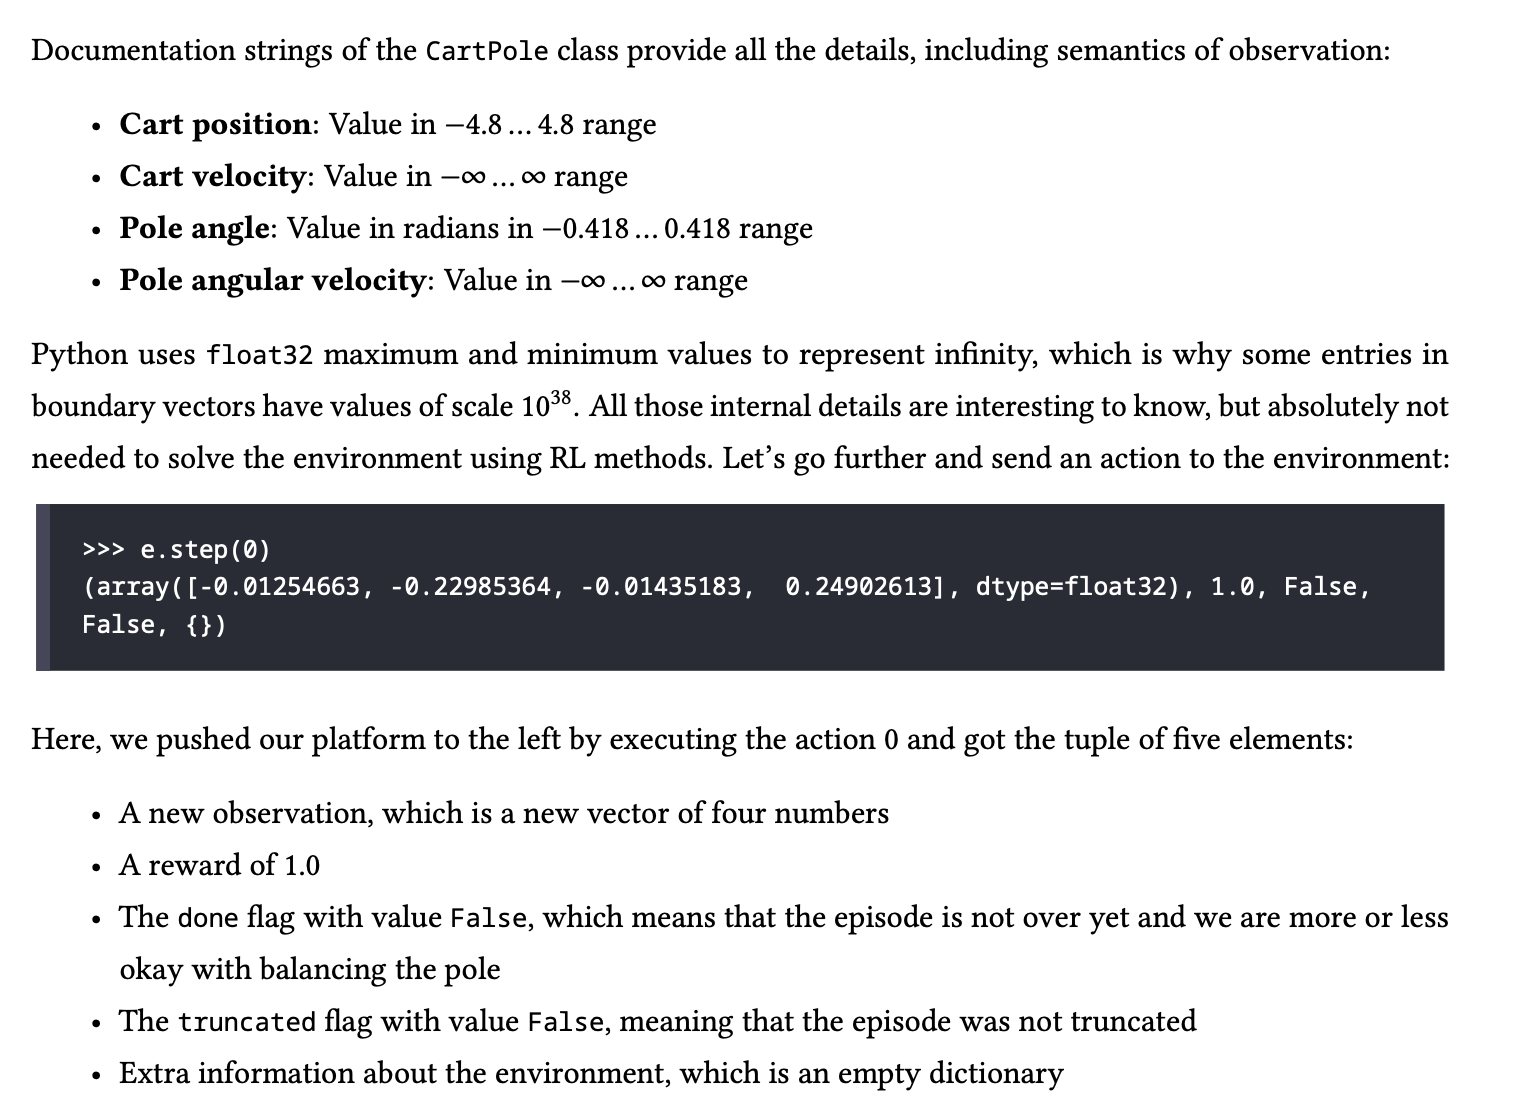 Documentation strings of the CartPole class provide all the details, including semantics of observation:
• Cart position: Value in −4.8 … 4.8 range
• Cart velocity: Value in −∞ … ∞ range
• Pole angle: Value in radians in −0.418 … 0.418 range
• Pole angular velocity: Value in −∞ … ∞ range
Python uses float32 maximum and minimum values to represent infinity, which is why some entries in
boundary vectors have values of scale 10³⁸. All those internal details are interesting to know, but absolutely not
needed to solve the environment using RL methods. Let’s go further and send an action to the environment:
>>> e.step(0)
(array([-0.01254663, -0.22985364, -0.01435183,  0.24902613], dtype=float32), 1.0, False,
False, {})
Here, we pushed our platform to the left by executing the action 0 and got the tuple of five elements:
• A new observation, which is a new vector of four numbers
• A reward of 1.0
• The done flag with value False, which means that the episode is not over yet and we are more or less
okay with balancing the pole
• The truncated flag with value False, meaning that the episode was not truncated
• Extra information about the environment, which is an empty dictionary